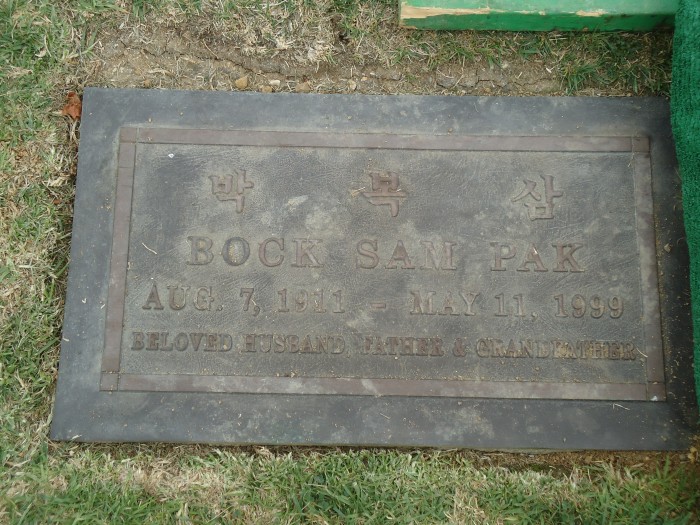 박 복 삼
BOCK SAM PAK
AUG. 7, 1911 – MAY 11, 1999
BELOVED HUSBAND, FATHER & GRANDFATHER